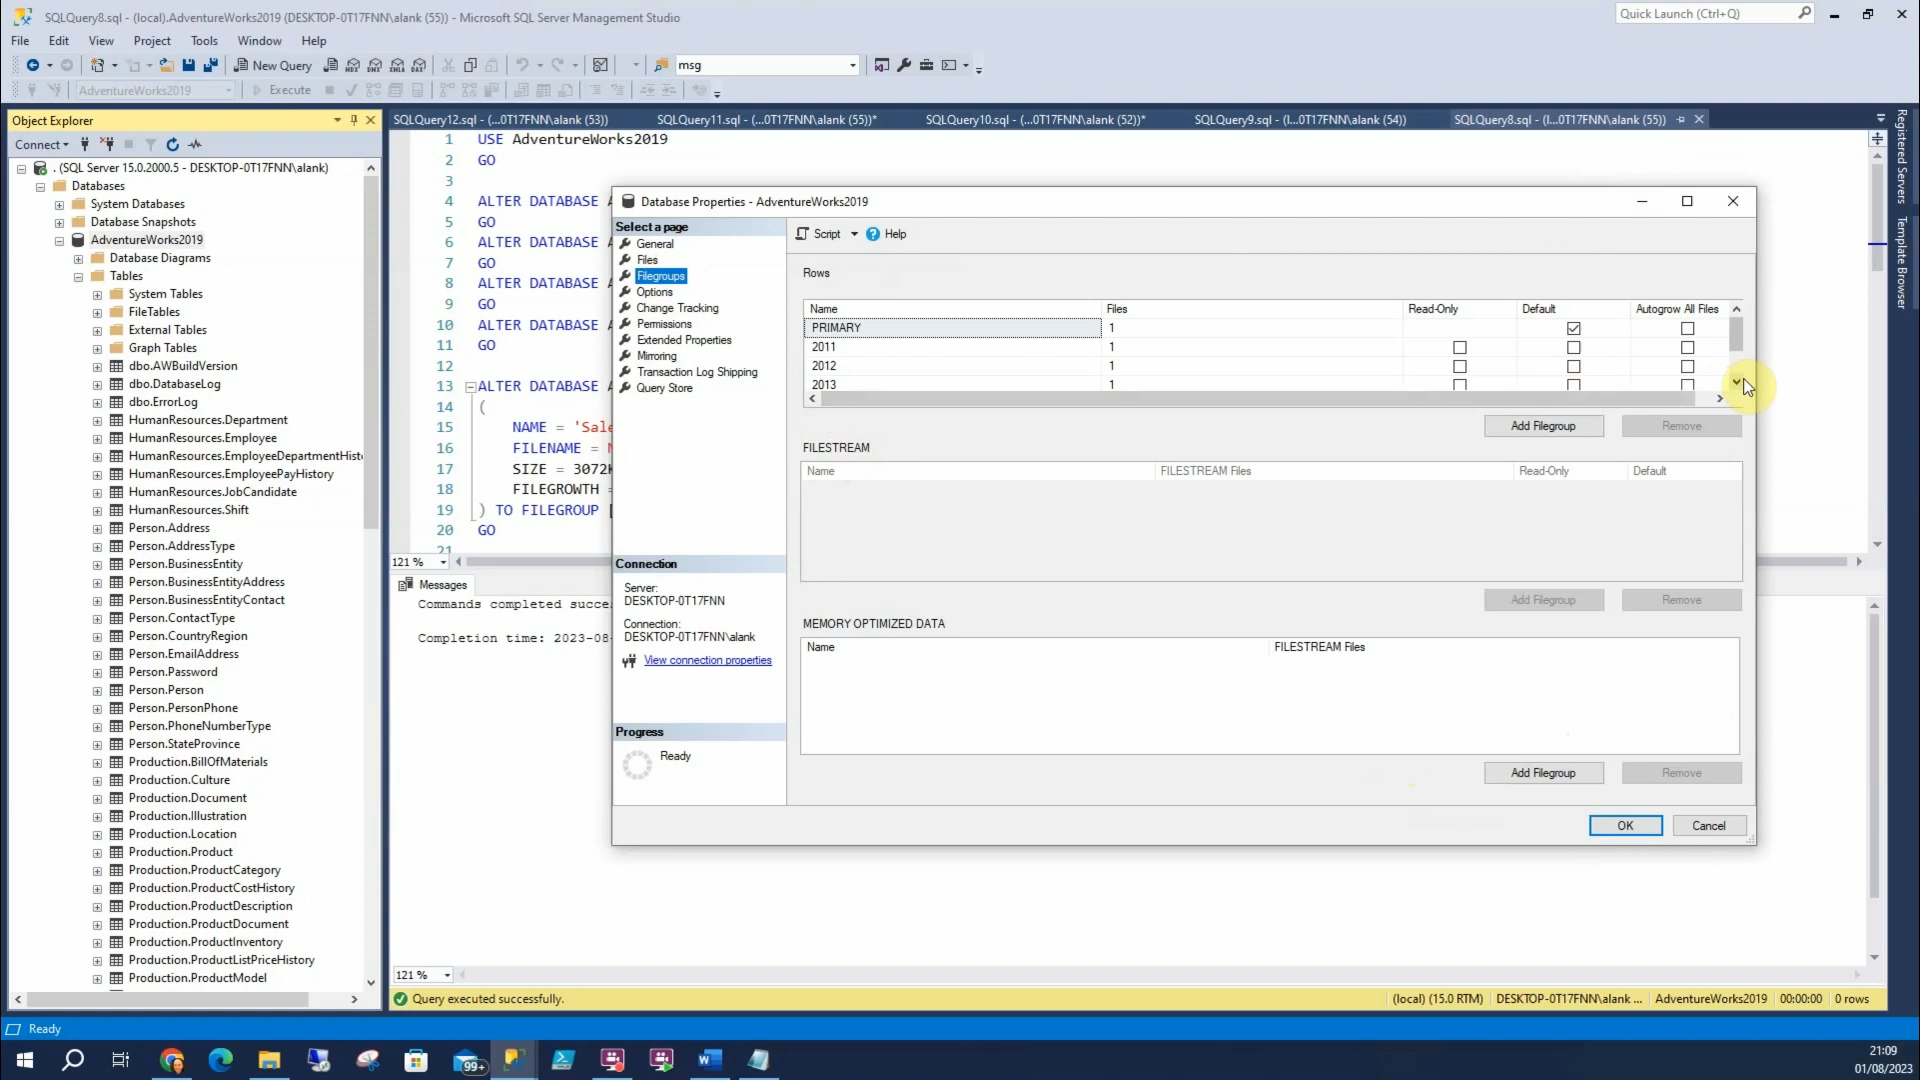 SQLQuery8.sql - (local).AdventureWorks2019 (DESKTOP-0T17FNN\alank (55)) - Microsoft SQL Server Management Studio
Quick Launch (Ctrl+Q)
File Edit View Project Tools Window Help
New Query
msg
AdventureWorks2019
Execute
Object Explorer
SQLQuery12.sql - (...0T17FNN\alank (53))
SQLQuery11.sql - (...0T17FNN\alank (55))*
SQLQuery10.sql - (...0T17FNN\alank (52))*
SQLQuery9.sql - (l...0T17FNN\alank (54))
SQLQuery8.sql - (l...0T17FNN\alank (55))
Registered Servers
Template Browser
Connect
. (SQL Server 15.0.2000.5 - DESKTOP-0T17FNN\alank)
Databases
System Databases
Database Snapshots
AdventureWorks2019
Database Diagrams
Tables
System Tables
FileTables
External Tables
Graph Tables
dbo.AWBuildVersion
dbo.DatabaseLog
dbo.ErrorLog
HumanResources.Department
HumanResources.Employee
HumanResources.EmployeeDepartmentHist
HumanResources.EmployeePayHistory
HumanResources.JobCandidate
HumanResources.Shift
Person.Address
Person.AddressType
Person.BusinessEntity
Person.BusinessEntityAddress
Person.BusinessEntityContact
Person.ContactType
Person.CountryRegion
Person.EmailAddress
Person.Password
Person.Person
Person.PersonPhone
Person.PhoneNumberType
Person.StateProvince
Production.BillOfMaterials
Production.Culture
Production.Document
Production.Illustration
Production.Location
Production.Product
Production.ProductCategory
Production.ProductCostHistory
Production.ProductDescription
Production.ProductDocument
Production.ProductInventory
Production.ProductListPriceHistory
Production.ProductModel
1 USE AdventureWorks2019
2 GO
3
4 ALTER DATABASE A
5 GO
6 ALTER DATABASE A
7 GO
8 ALTER DATABASE A
9 GO
10 ALTER DATABASE A
11 GO
12
13 ALTER DATABASE A
14 (
15 NAME = 'Sale
16 FILENAME = N
17 SIZE = 3072K
18 FILEGROWTH =
19 ) TO FILEGROUP [
20 GO
21
121 %
Messages
Commands completed succe
Completion time: 2023-08-
121 %
Query executed successfully.
(local) (15.0 RTM) DESKTOP-0T17FNN\alank ... AdventureWorks2019 00:00:00 0 rows
Database Properties - AdventureWorks2019
Select a page
General
Files
Filegroups
Options
Change Tracking
Permissions
Extended Properties
Mirroring
Transaction Log Shipping
Query Store
Connection
Server:
DESKTOP-0T17FNN
Connection:
DESKTOP-0T17FNN\alank
View connection properties
Progress
Ready
Script Help
Rows
Name Files Read-Only Default Autogrow All Files
PRIMARY 1
2011 1
2012 1
2013 1
Add Filegroup Remove
FILESTREAM
Name FILESTREAM Files Read-Only Default
Add Filegroup Remove
MEMORY OPTIMIZED DATA
Name FILESTREAM Files
Add Filegroup Remove
OK Cancel
Ready
99+
21:09
01/08/2023